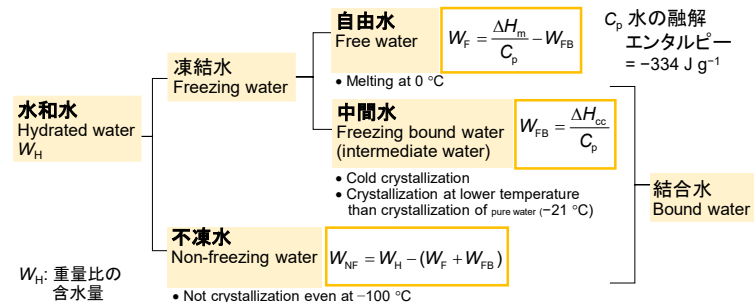 水和水
Hydrated water
W_H
凍結水
Freezing water
自由水
Free water
W_F = ΔH_m / C_p − W_FB
• Melting at 0 °C
中間水
Freezing bound water
(intermediate water)
W_FB = ΔH_cc / C_p
• Cold crystallization
• Crystallization at lower temperature
than crystallization of pure water (−21 °C)
不凍水
Non-freezing water
W_NF = W_H − (W_F + W_FB)
• Not crystallization even at −100 °C
C_p 水の融解
エンタルピー
= −334 J g⁻¹
結合水
Bound water
W_H: 重量比の
含水量